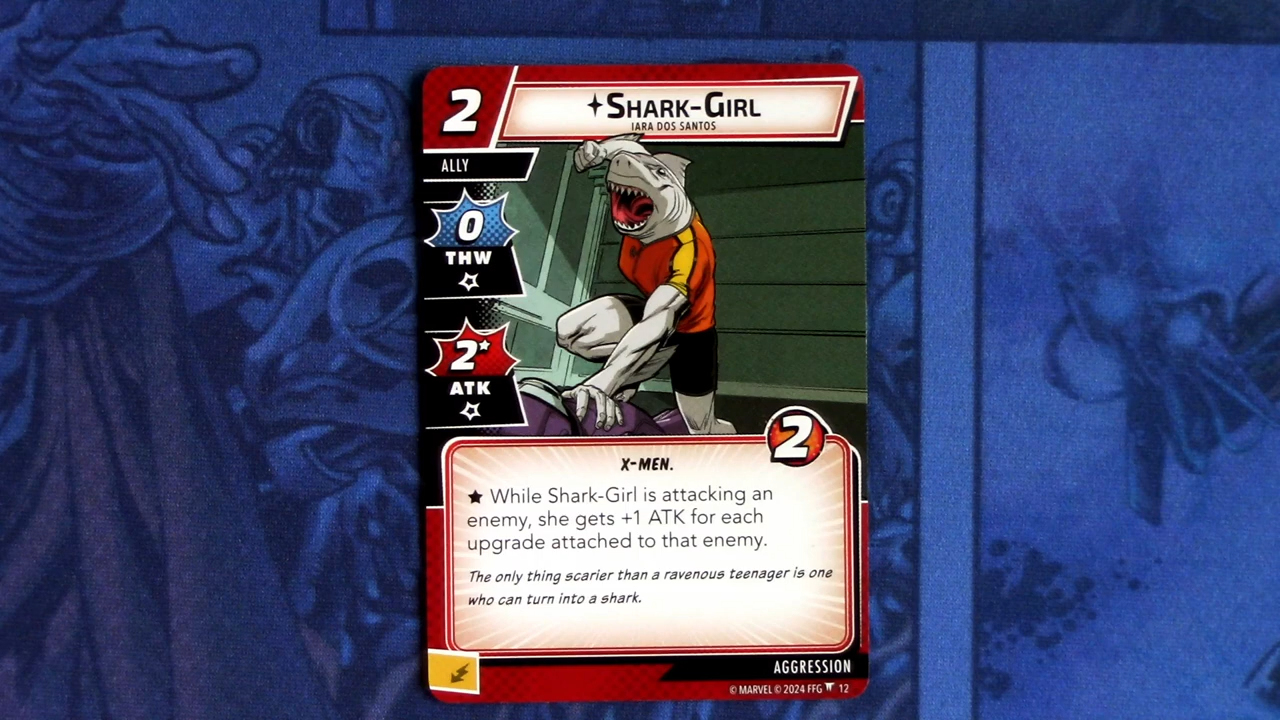 2
SHARK-GIRL
IARA DOS SANTOS
ALLY
0
THW
2
ATK
2
X-MEN.
While Shark-Girl is attacking an
enemy, she gets +1 ATK for each
upgrade attached to that enemy.
The only thing scarier than a ravenous teenager is one
who can turn into a shark.
AGGRESSION
© MARVEL © 2024 FFG 12